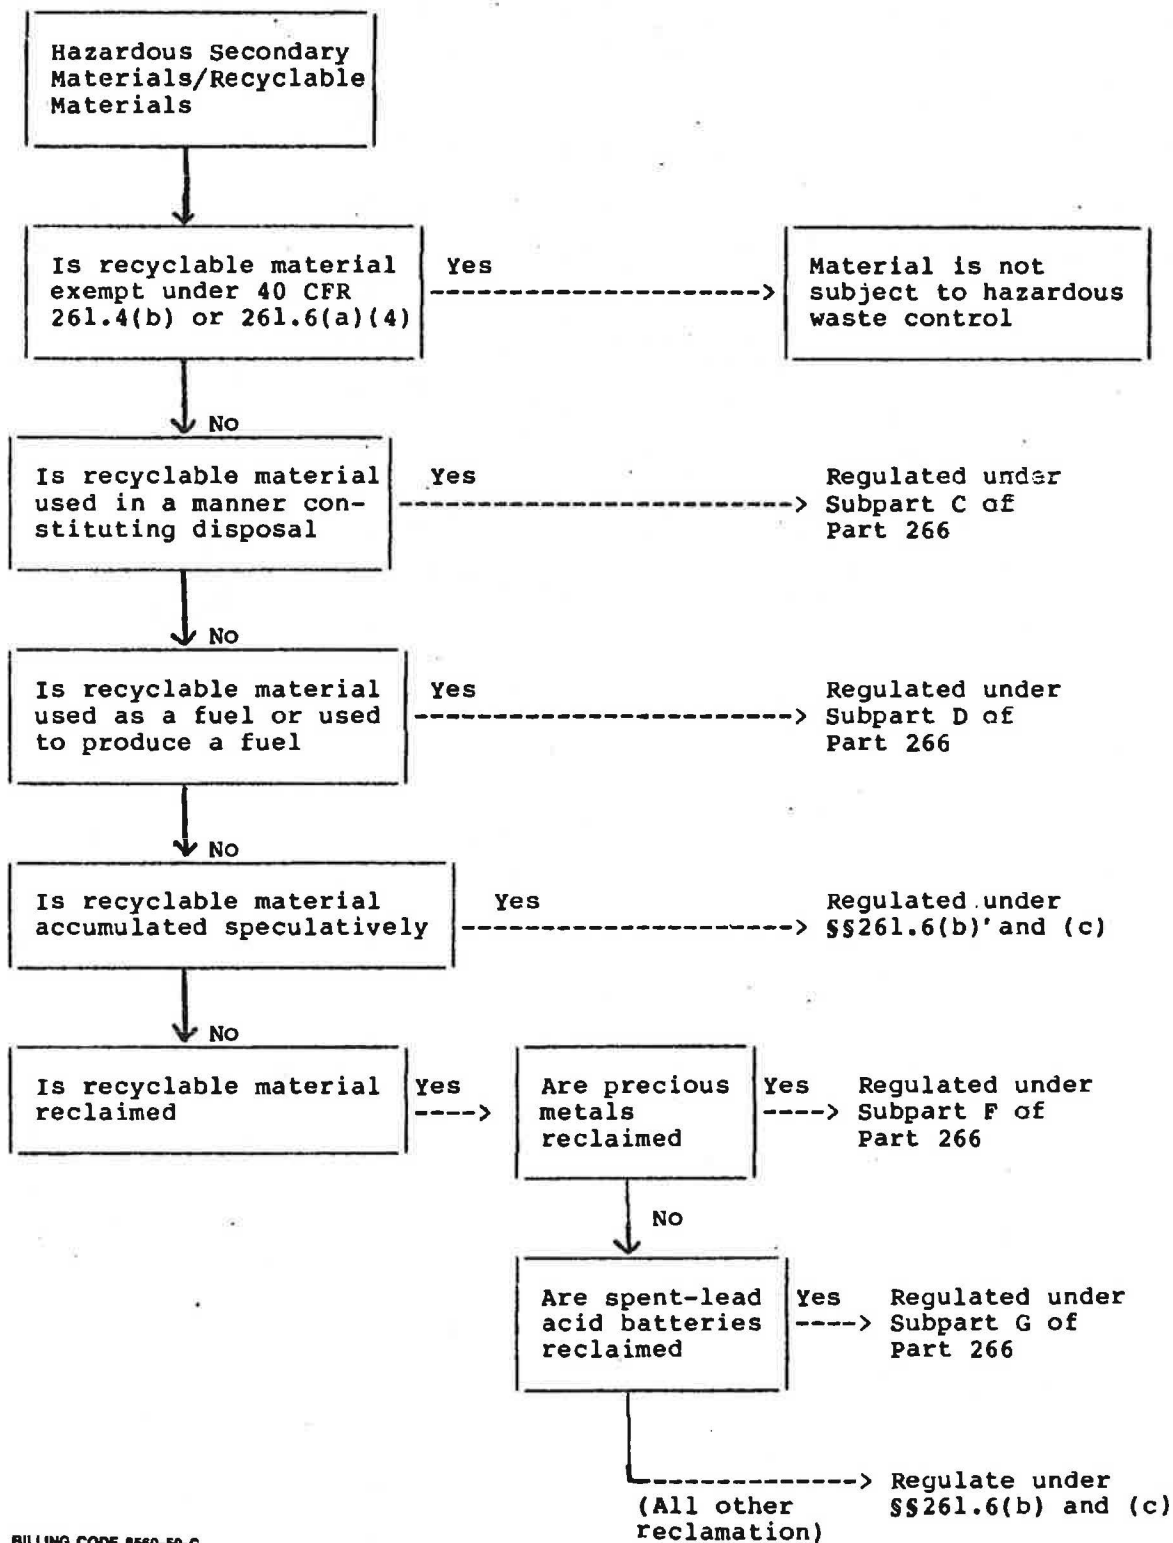 Hazardous Secondary
Materials/Recyclable
Materials
Is recyclable material
exempt under 40 CFR
261.4(b) or 261.6(a)(4)
Yes
Material is not
subject to hazardous
waste control
No
Is recyclable material
used in a manner con-
stituting disposal
Yes
Regulated under
Subpart C of
Part 266
No
Is recyclable material
used as a fuel or used
to produce a fuel
Yes
Regulated under
Subpart D of
Part 266
No
Is recyclable material
accumulated speculatively
Yes
Regulated under
§§261.6(b) and (c)
No
Is recyclable material
reclaimed
Yes
Are precious
metals
reclaimed
Yes
Regulated under
Subpart F of
Part 266
No
Are spent-lead
acid batteries
reclaimed
Yes
Regulated under
Subpart G of
Part 266
(All other
reclamation)
Regulate under
§§261.6(b) and (c)
BILLING CODE 6560-50-C